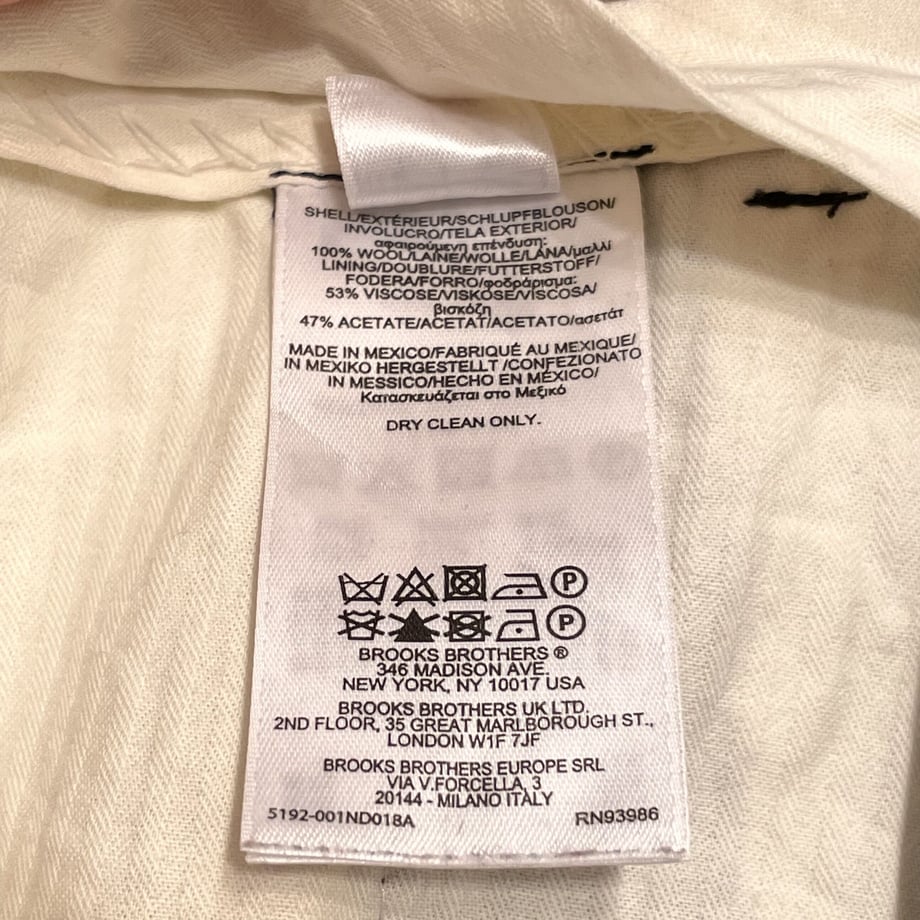 SHELL/EXTÉRIEUR/SCHLUPFBLOUSON/
INVOLUCRO/TELA EXTERIOR/
αφαιρούμενη επένδυση:
100% WOOL/LAINE/WOLLE/LANA/μαλλί
LINING/DOUBLURE/FUTTERSTOFF/
FODERA/FORRO/φοδράρισμα:
53% VISCOSE/VISKOSE/VISCOSA/
βισκόζη
47% ACETATE/ACETAT/ACETATO/ασετάτ
MADE IN MEXICO/FABRIQUÉ AU MEXIQUE/
IN MEXIKO HERGESTELLT /CONFEZIONATO
IN MESSICO/HECHO EN MÉXICO/
Κατασκευάζεται στο Μεξικό
DRY CLEAN ONLY.
P
P
BROOKS BROTHERS ®
346 MADISON AVE.
NEW YORK, NY 10017 USA
BROOKS BROTHERS UK LTD.
2ND FLOOR, 35 GREAT MARLBOROUGH ST.,
LONDON W1F 7JF
BROOKS BROTHERS EUROPE SRL
VIA V.FORCELLA, 3
20144 - MILANO ITALY
5192-001ND018A RN93986